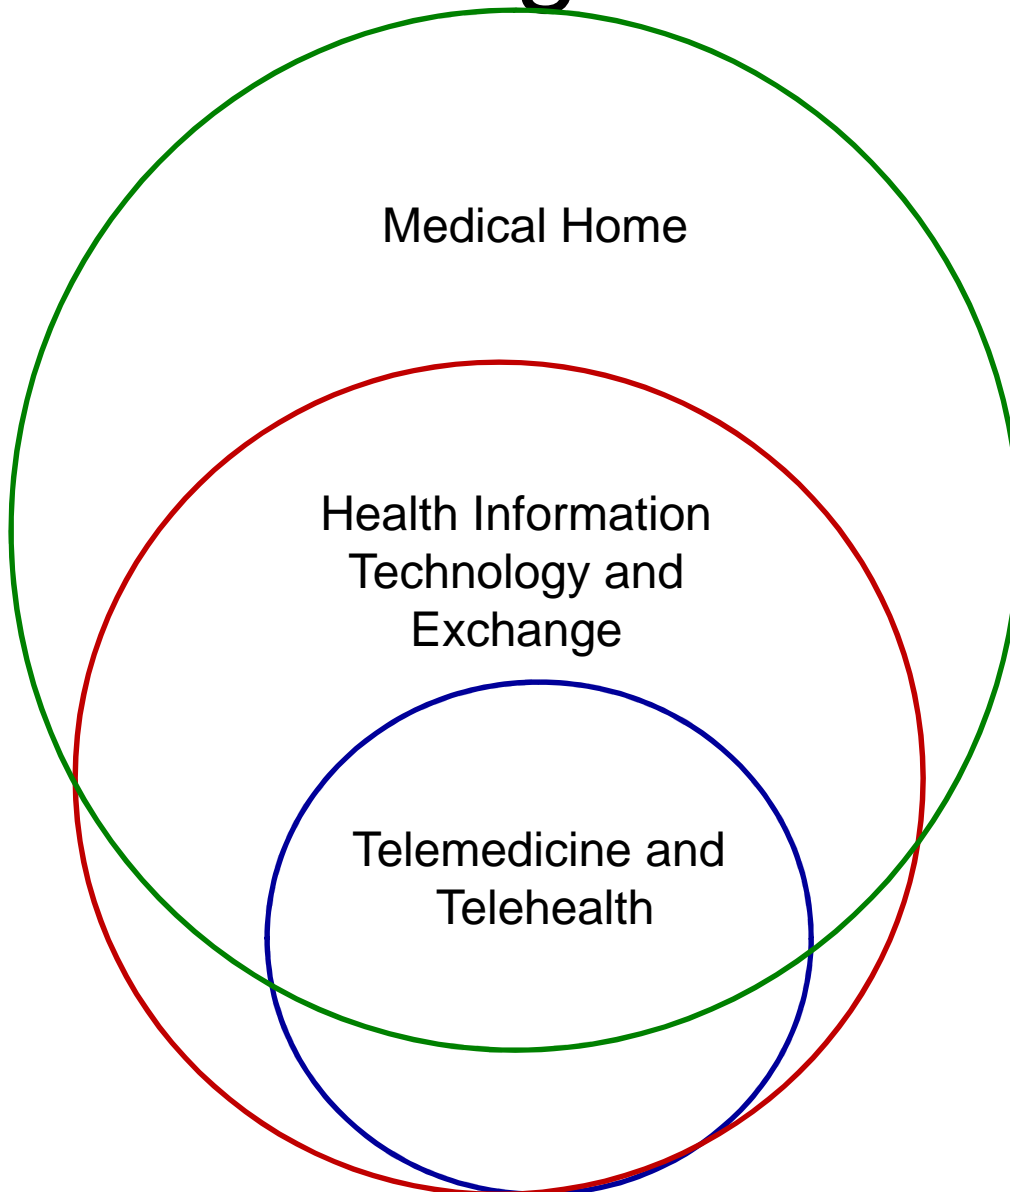 Medical Home
Health Information
Technology and
Exchange
Telemedicine and
Telehealth